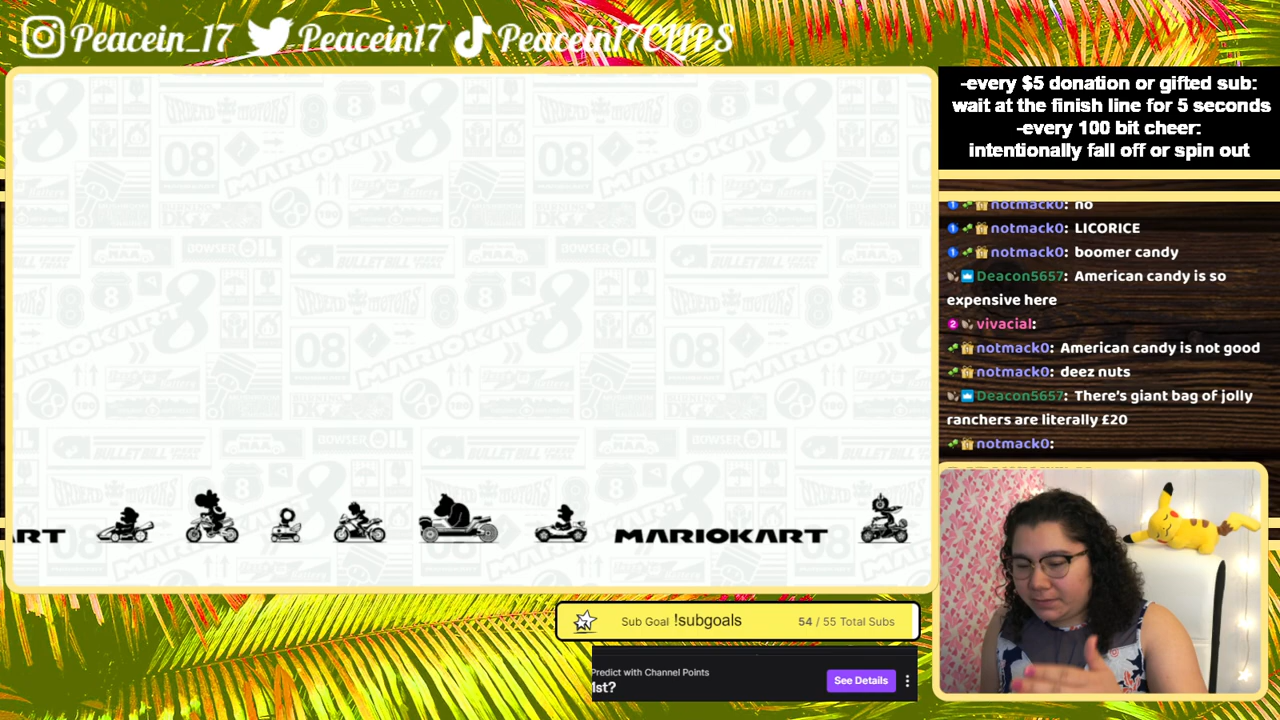 Peacein_17 Peacein17 Peacein17CLIPS
-every $5 donation or gifted sub:
wait at the finish line for 5 seconds
-every 100 bit cheer:
intentionally fall off or spin out
notmack0: no
notmack0: LICORICE
notmack0: boomer candy
Deacon5657: American candy is so
expensive here
vivacial:
notmack0: American candy is not good
notmack0: deez nuts
Deacon5657: There's giant bag of jolly
ranchers are literally £20
notmack0:
ART MARIOKART
Sub Goal !subgoals 54 / 55 Total Subs
Predict with Channel Points
1st? See Details